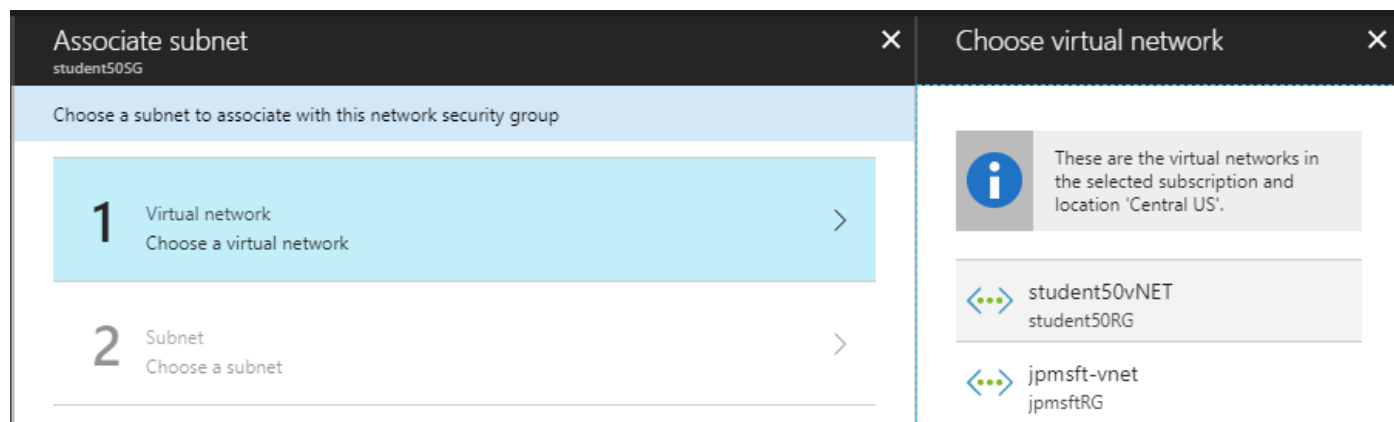 Associate subnet
student50SG
Choose a subnet to associate with this network security group
1
Virtual network
Choose a virtual network
2
Subnet
Choose a subnet
Choose virtual network
These are the virtual networks in
the selected subscription and
location 'Central US'.
student50vNET
student50RG
jpmsft-vnet
jpmsftRG